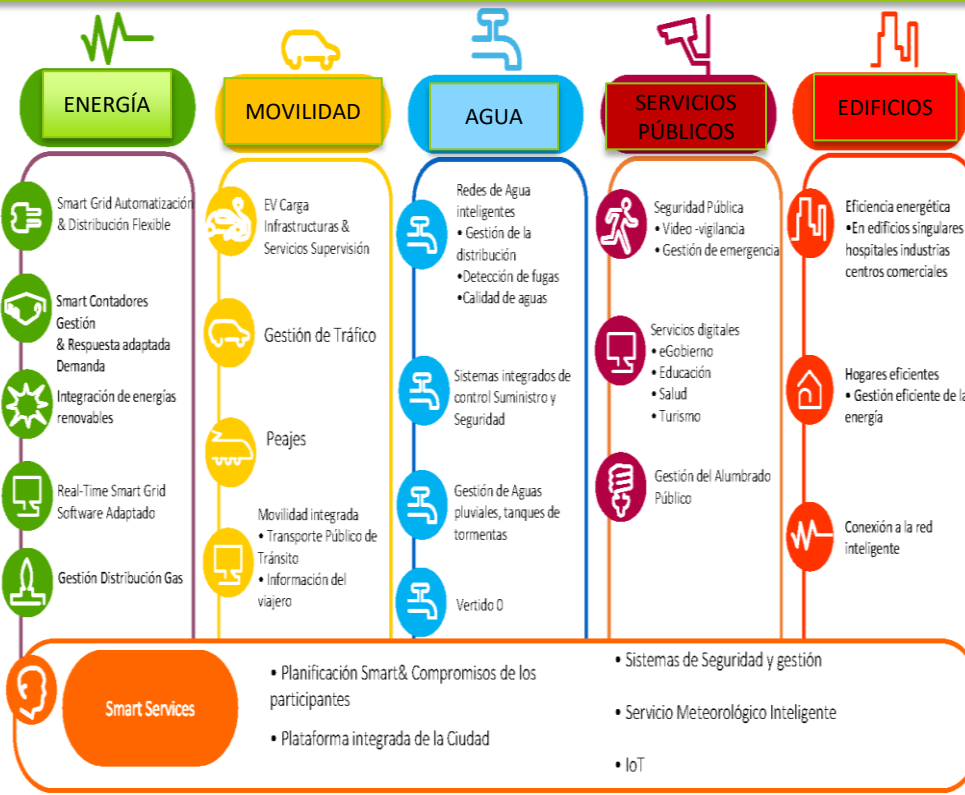 ENERGÍA
MOVILIDAD
AGUA
SERVICIOS
PÚBLICOS
EDIFICIOS
Smart Grid Automatización
& Distribución Flexible
Smart Contadores
Gestión
& Respuesta adaptada
Demanda
Integración de energías
renovables
Real-Time Smart Grid
Software Adaptado
Gestión Distribución Gas
EV Carga
Infrastructuras &
Servicios Supervisión
Gestión de Tráfico
Peajes
Movilidad integrada
• Transporte Público de
Tránsito
• Información del
viajero
Redes de Agua
inteligentes
• Gestión de la
distribución
•Detección de fugas
•Calidad de aguas
Sistemas integrados de
control Suministro y
Seguridad
Gestión de Aguas
pluviales, tanques de
tormentas
Vertido 0
Seguridad Pública
• Video -vigilancia
• Gestión de emergencia
Servicios digitales
• eGobierno
• Educación
• Salud
• Turismo
Gestión del Alumbrado
Público
Eficiencia energética
•En edificios singulares
hospitales industrias
centros comerciales
Hogares eficientes
• Gestión eficiente de la
energía
Conexión a la red
inteligente
Smart Services
• Planificación Smart& Compromisos de los
participantes
• Plataforma integrada de la Ciudad
• Sistemas de Seguridad y gestión
• Servicio Meteorológico Inteligente
• IoT